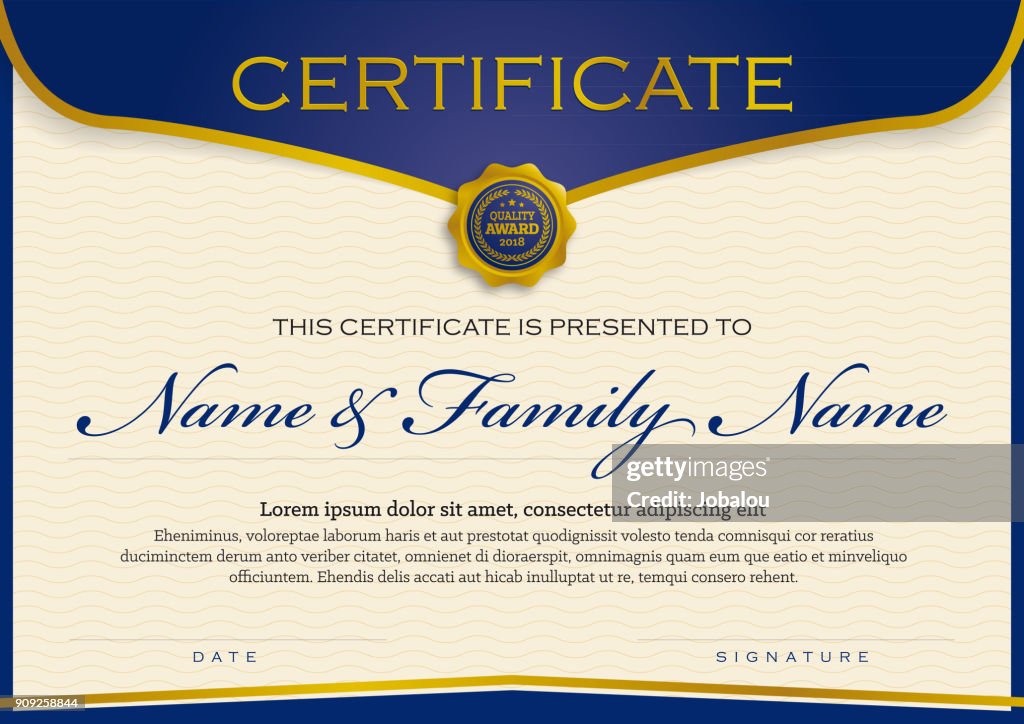 CERTIFICATE
QUALITY
AWARD
2018
THIS CERTIFICATE IS PRESENTED TO
Name & Family Name
gettyimages®
Credit: Jobalou
Lorem ipsum dolor sit amet, consectetur adipiscing elit
Eheniminus, voloreptae laborum haris et aut prestotat quodignissit volesto tenda comnisqui cor reratius
duciminctem derum anto veriber citatet, omnienet di dioraerspit, omnimagnis quam eum que eatio et minveliquo
officiuntem. Ehendis delis accati aut hicab inulluptat ut re, temqui consero rehent.
DATE
SIGNATURE
909258844